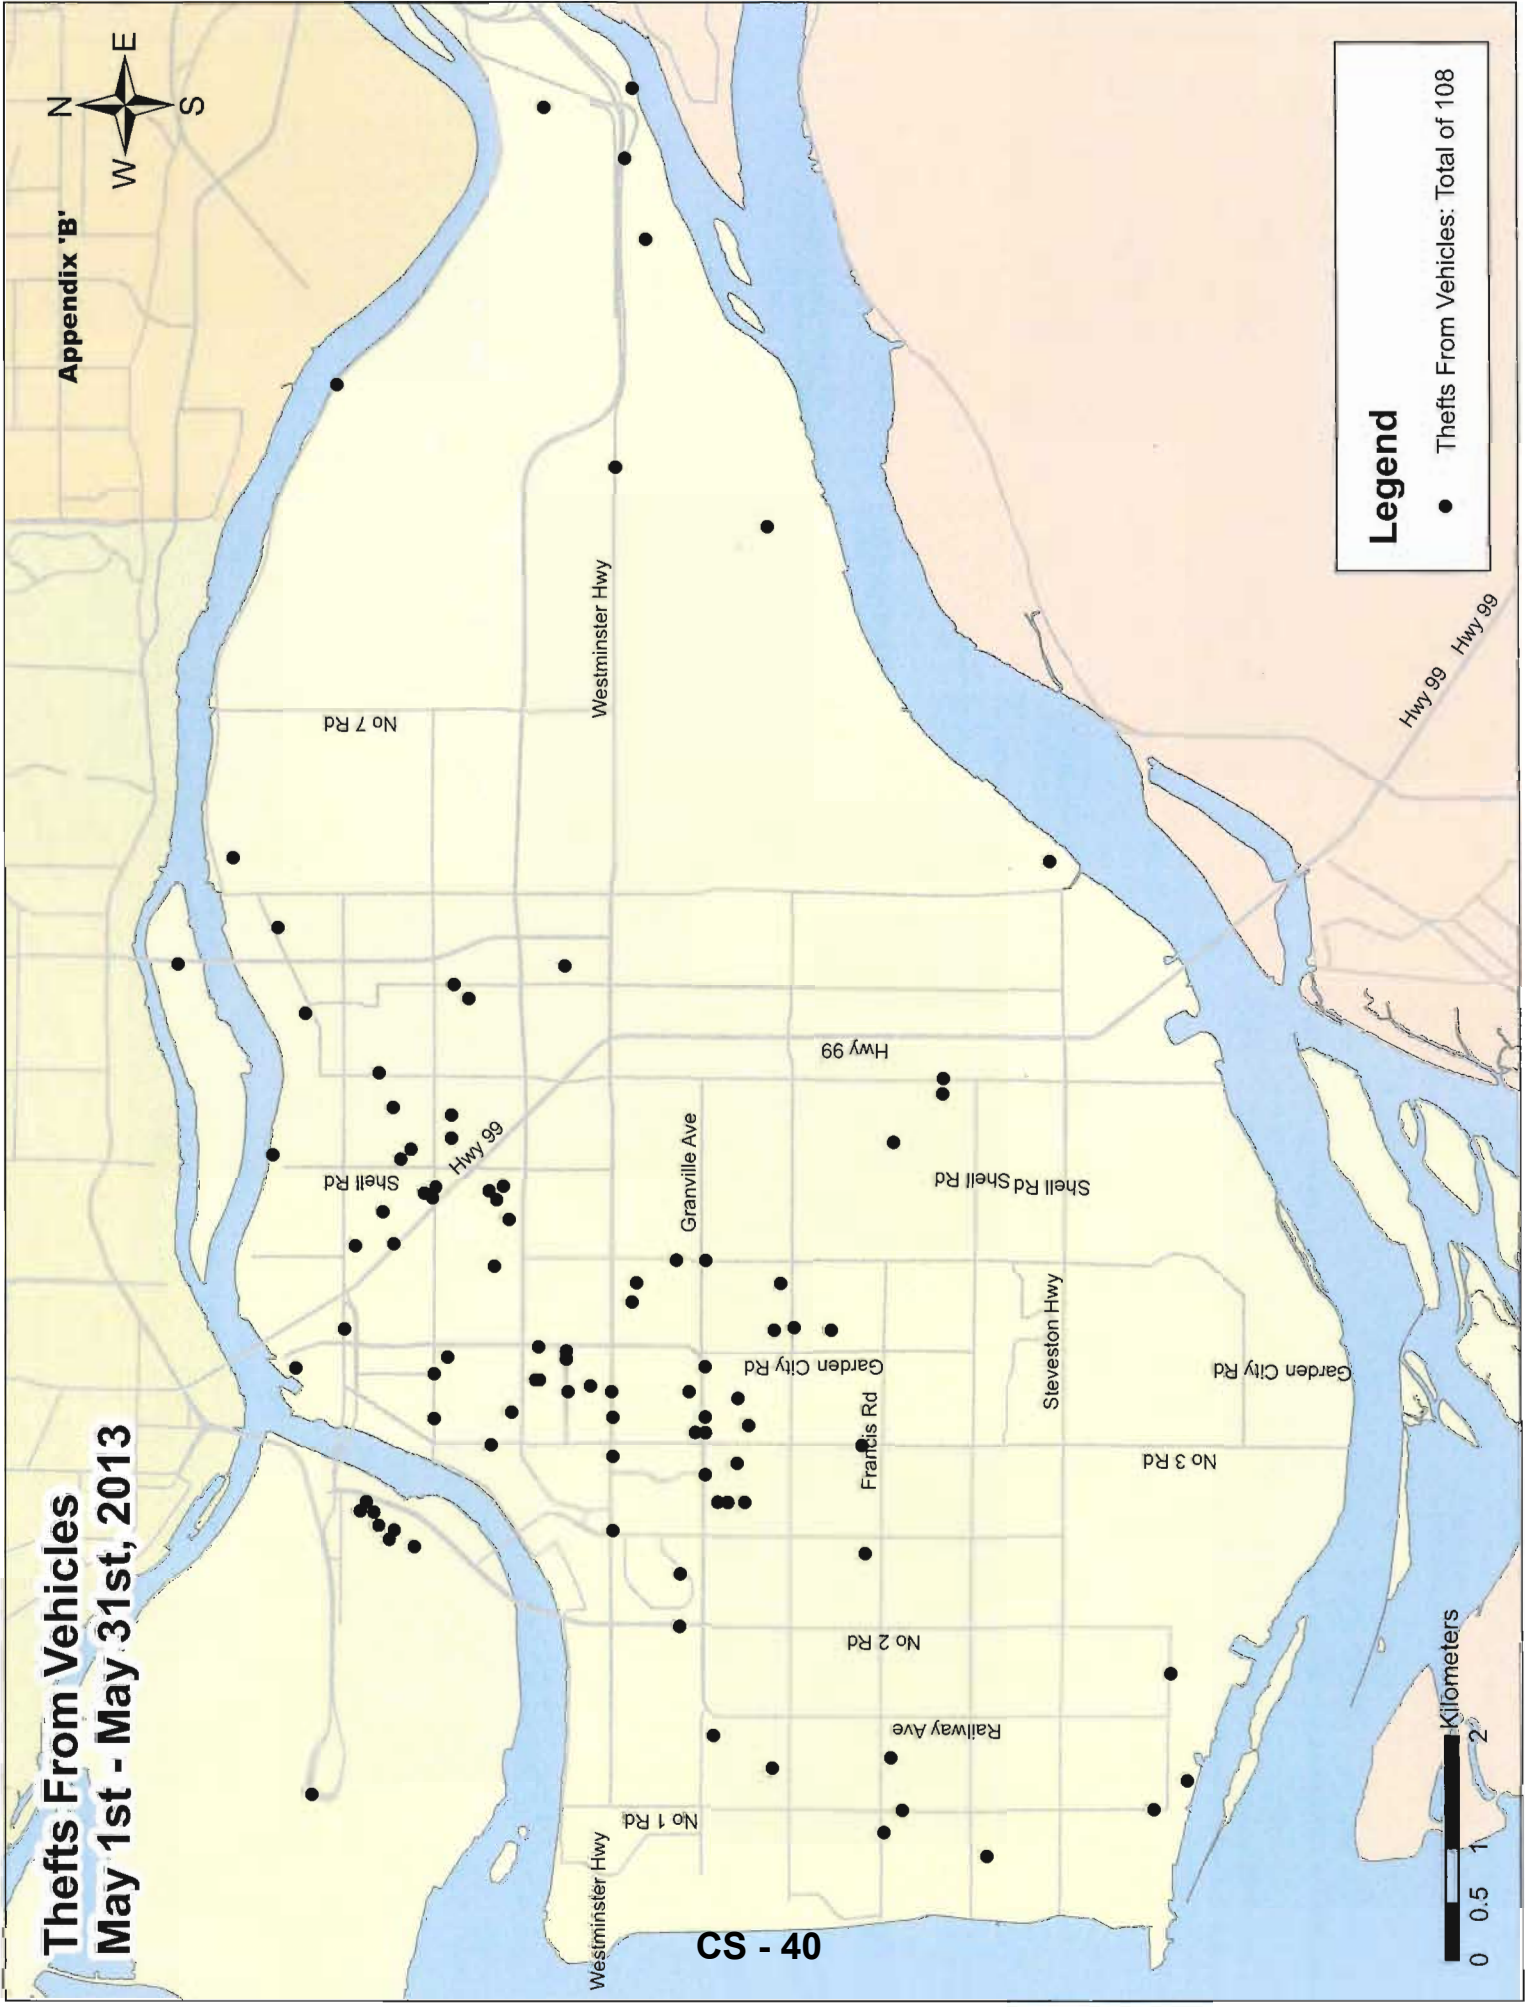 Thefts From Vehicles
May 1st - May 31st, 2013
Appendix 'B'
N
W
E
S
No 7 Rd
Westminster Hwy
Shell Rd
Hwy 99
Hwy 99
Granville Ave
Shell Rd
Shell Rd
Garden City Rd
Francis Rd
Steveston Hwy
Garden City Rd
No 3 Rd
No 2 Rd
Railway Ave
No 1 Rd
Westminster Hwy
Hwy 99
Hwy 99
Legend
Thefts From Vehicles: Total of 108
Kilometers
0 0.5 1 2
CS - 40